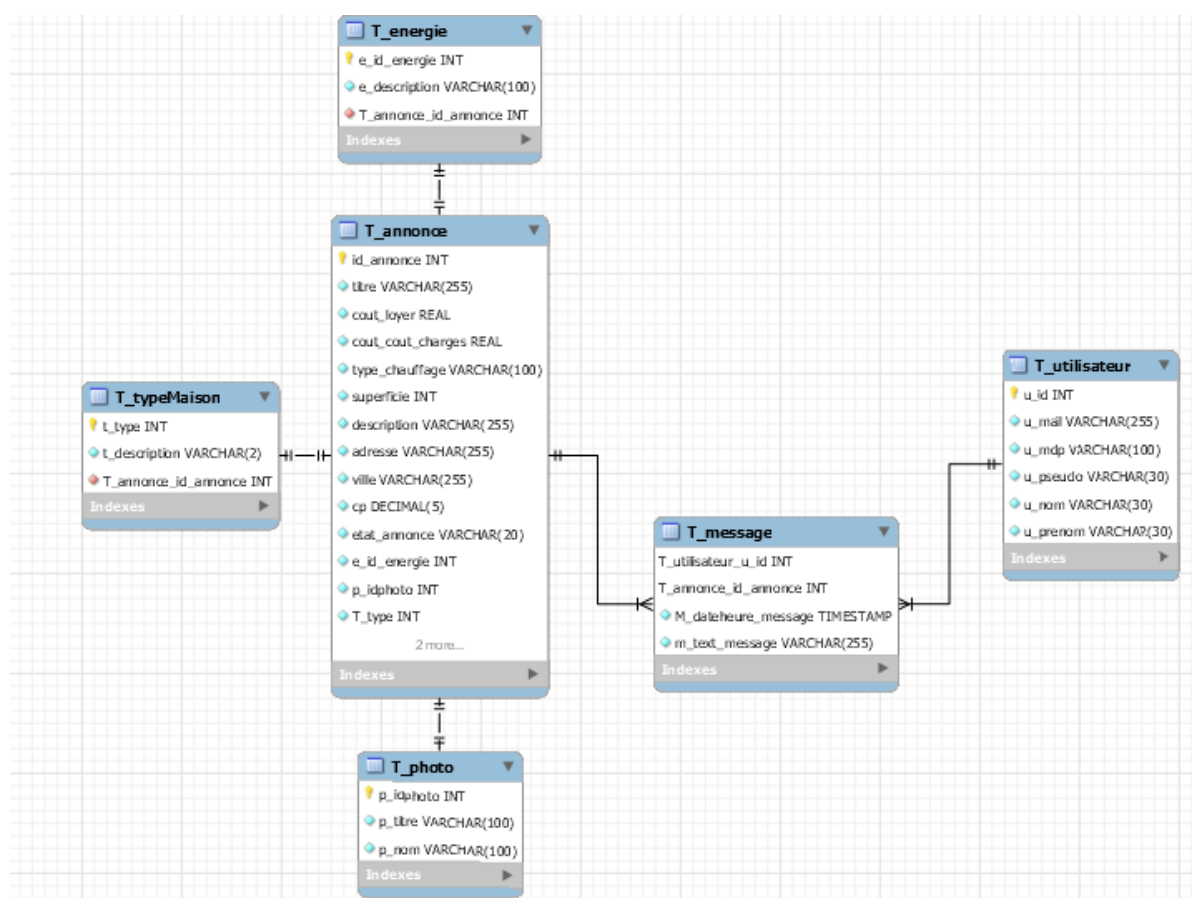 T_energie
e_id_energie INT
e_description VARCHAR(100)
T_annonce_id_annonce INT
Indexes
T_annonce
id_annonce INT
titre VARCHAR(255)
cout_loyer REAL
cout_cout_charges REAL
type_chauffage VARCHAR(100)
superficie INT
description VARCHAR(255)
adresse VARCHAR(255)
ville VARCHAR(255)
cp DECIMAL(5)
etat_annonce VARCHAR(20)
e_id_energie INT
p_idphoto INT
T_type INT
2 more...
Indexes
T_typeMaison
t_type INT
t_description VARCHAR(2)
T_annonce_id_annonce INT
Indexes
T_utilisateur
u_id INT
u_mail VARCHAR(255)
u_mdp VARCHAR(100)
u_pseudo VARCHAR(30)
u_nom VARCHAR(30)
u_prenom VARCHAR(30)
Indexes
T_message
T_utilisateur_u_id INT
T_annonce_id_annonce INT
M_dateheure_message TIMESTAMP
m_text_message VARCHAR(255)
Indexes
T_photo
p_idphoto INT
p_titre VARCHAR(100)
p_nom VARCHAR(100)
Indexes